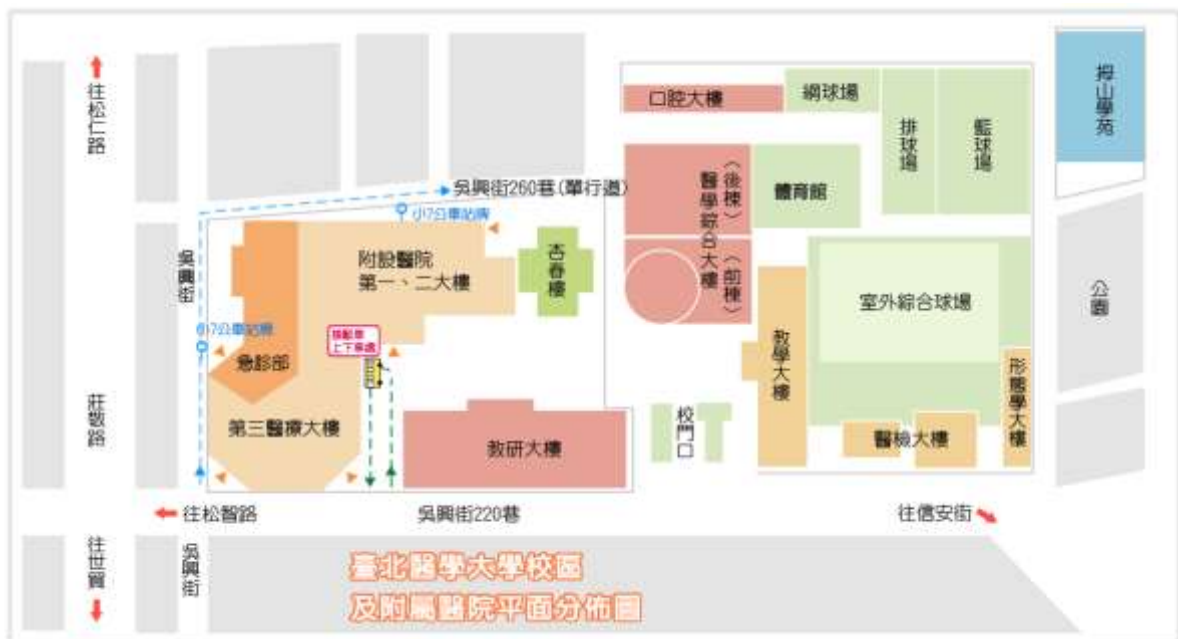 往松仁路
口腔大樓
網球場
排球場
籃球場
拇山學苑
吳興街260巷(單行道)
小7公車站牌
〈後棟〉
醫學綜合大樓
〈前棟〉
體育館
吳興街
附設醫院
第一、二大樓
杏春樓
公園
室外綜合球場
小7公車站牌
接駁車
上下車處
急診部
教學大樓
形態學大樓
莊敬路
第三醫療大樓
教研大樓
校門口
醫檢大樓
往松智路
吳興街220巷
往信安街
往世貿
吳興街
臺北醫學大學校區
及附屬醫院平面分佈圖